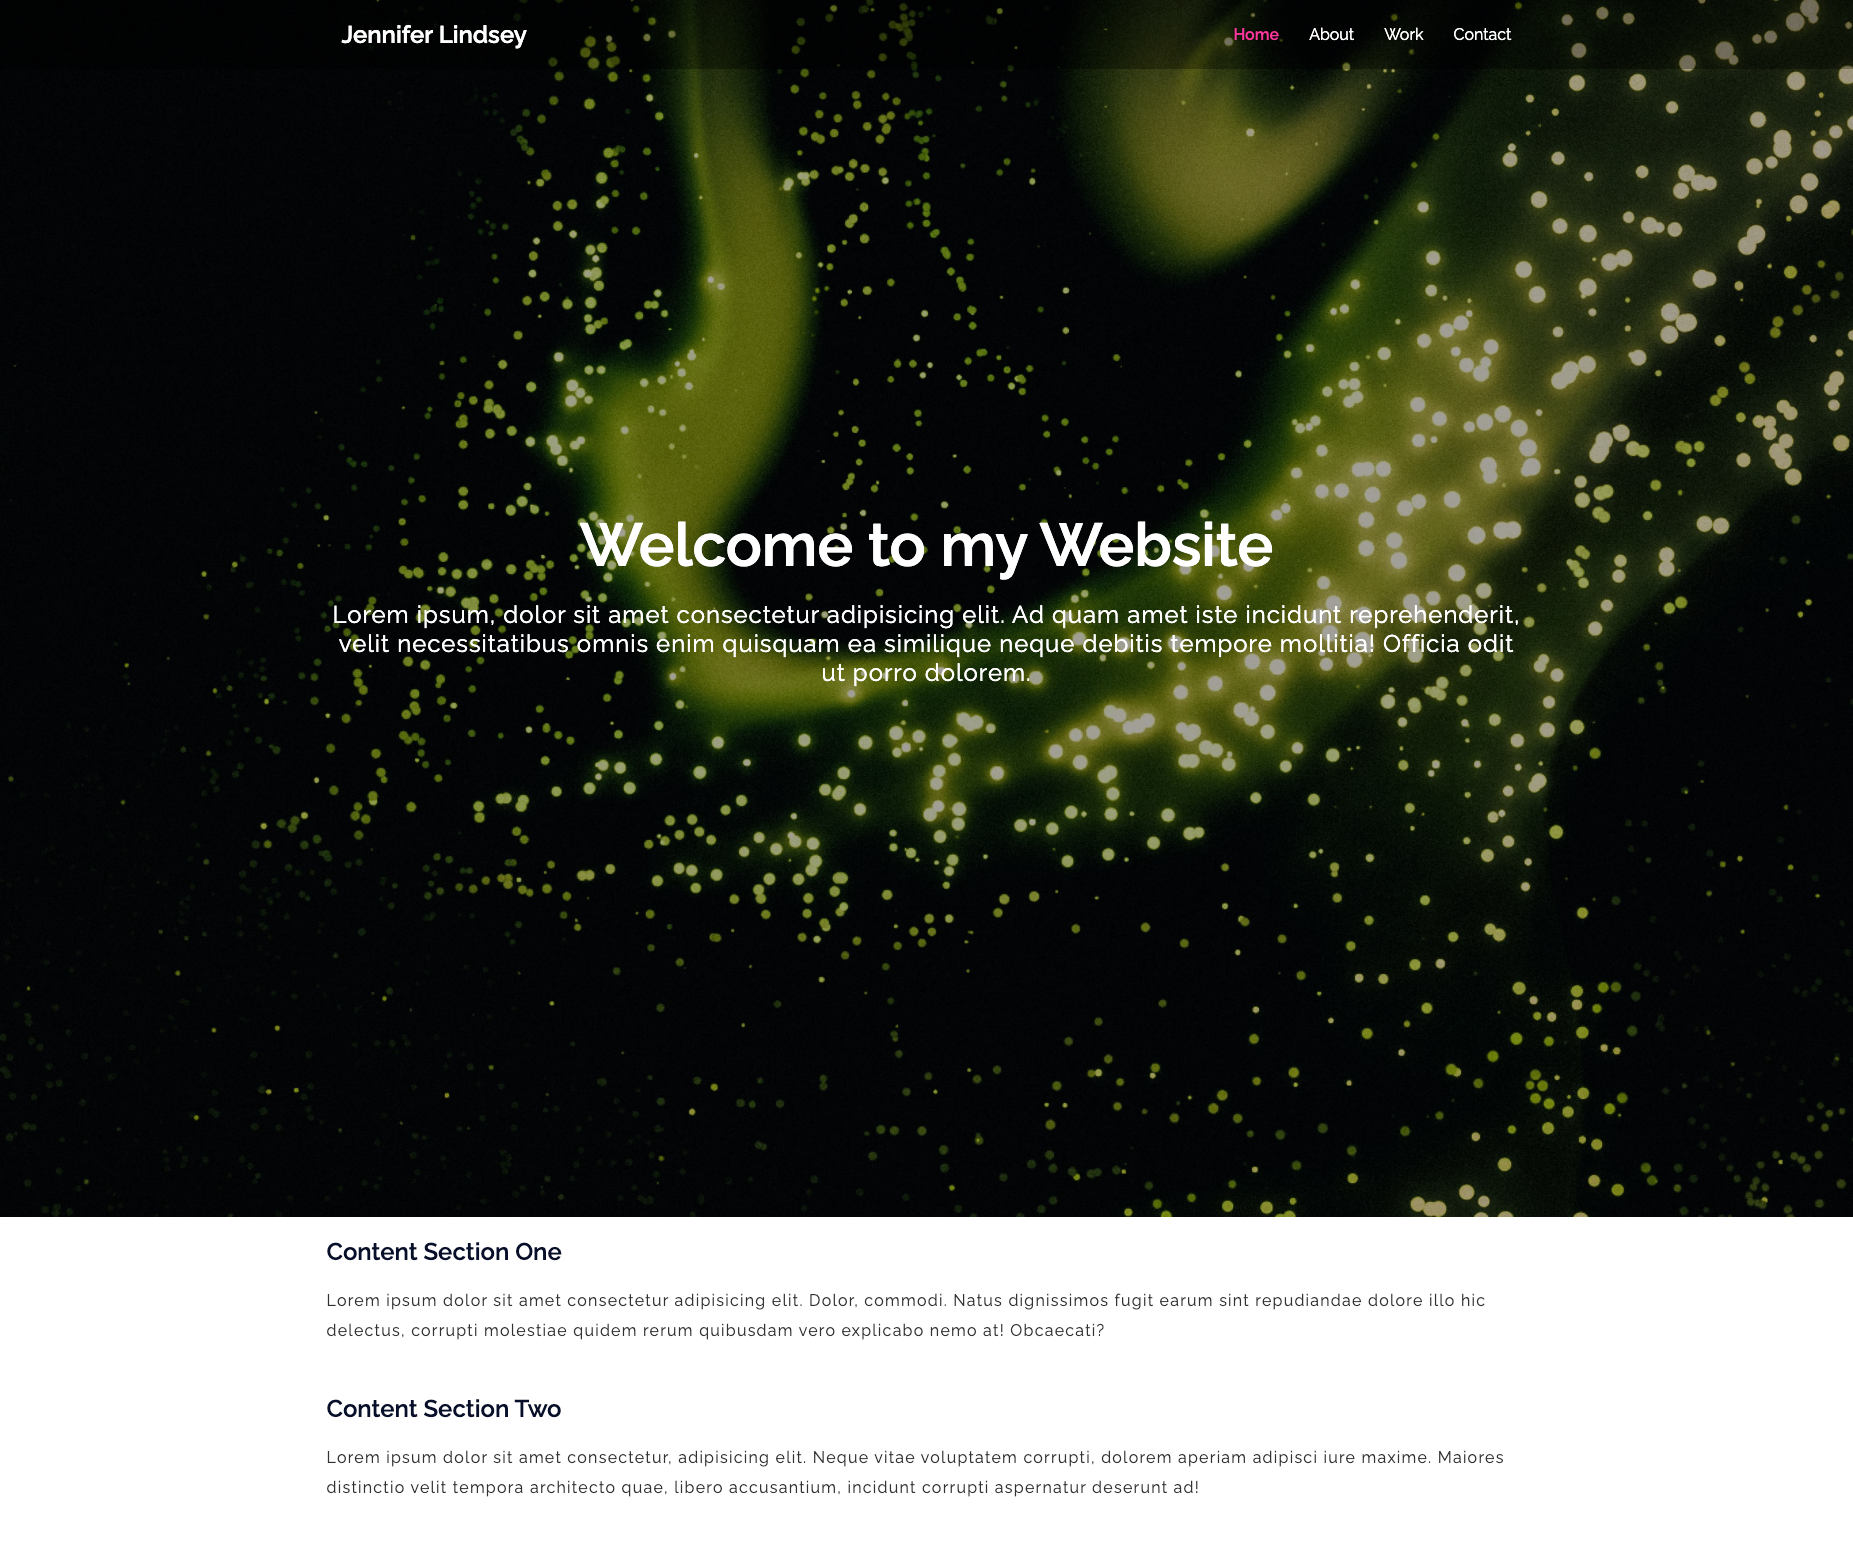 Jennifer Lindsey
Home About Work Contact
Welcome to my Website
Lorem ipsum, dolor sit amet consectetur adipisicing elit. Ad quam amet iste incidunt reprehenderit,
velit necessitatibus omnis enim quisquam ea similique neque debitis tempore mollitia! Officia odit
ut porro dolorem.
Content Section One
Lorem ipsum dolor sit amet consectetur adipisicing elit. Dolor, commodi. Natus dignissimos fugit earum sint repudiandae dolore illo hic
delectus, corrupti molestiae quidem rerum quibusdam vero explicabo nemo at! Obcaecati?
Content Section Two
Lorem ipsum dolor sit amet consectetur, adipisicing elit. Neque vitae voluptatem corrupti, dolorem aperiam adipisci iure maxime. Maiores
distinctio velit tempora architecto quae, libero accusantium, incidunt corrupti aspernatur deserunt ad!